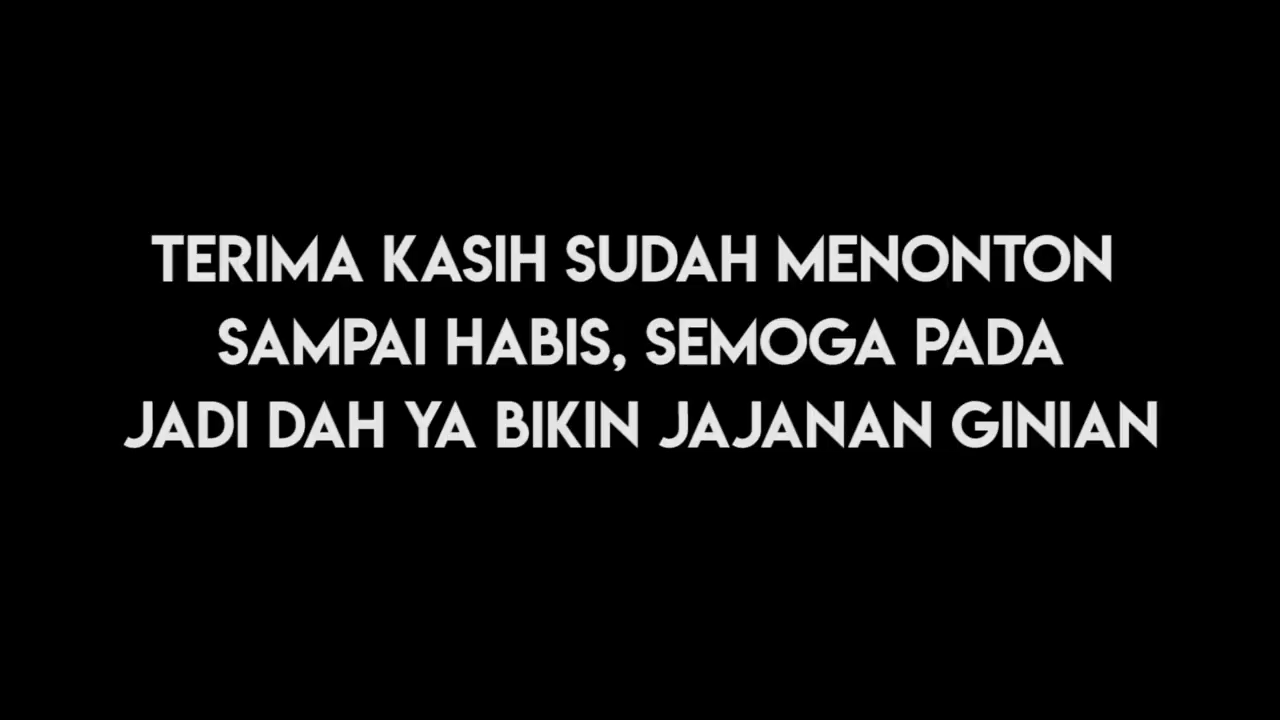 TERIMA KASIH SUDAH MENONTON
SAMPAI HABIS, SEMOGA PADA
JADI DAH YA BIKIN JAJANAN GINIAN